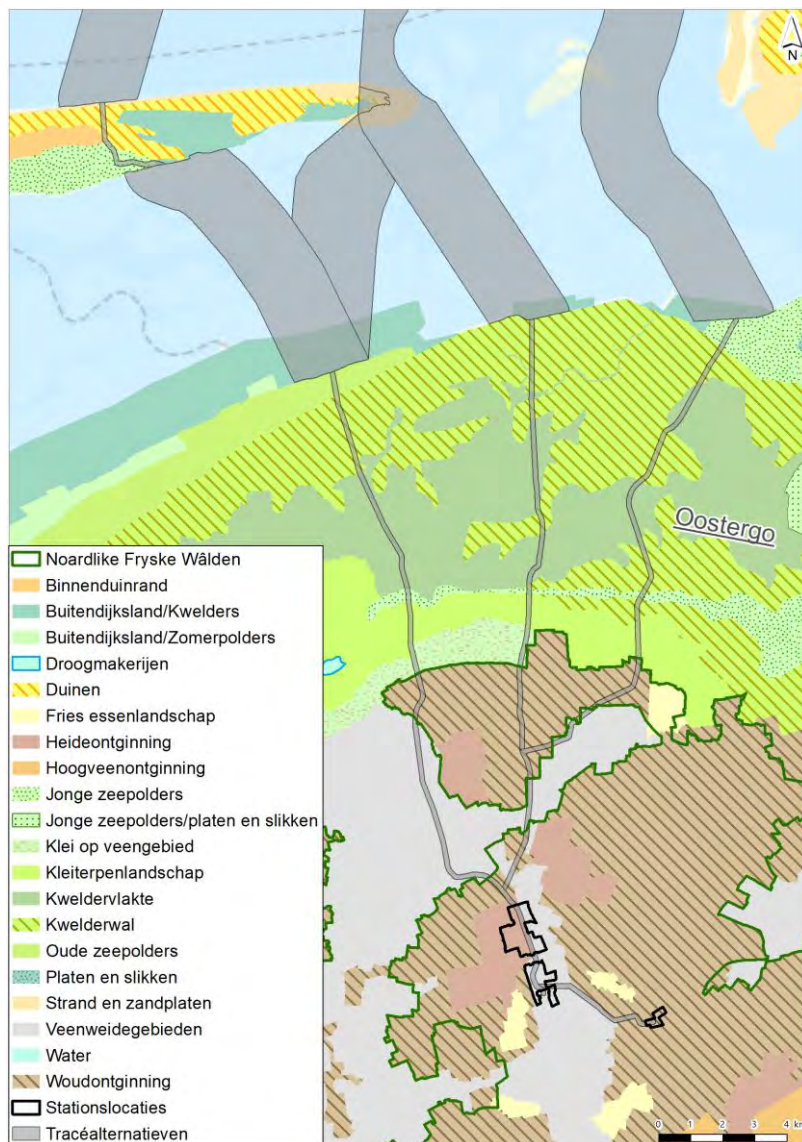 N
Oostergo
Noardlike Fryske Wâlden
Binnenduinrand
Buitendijksland/Kwelders
Buitendijksland/Zomerpolders
Droogmakerijen
Duinen
Fries essenlandschap
Heideontginning
Hoogveenontginning
Jonge zeepolders
Jonge zeepolders/platen en slikken
Klei op veengebied
Kleiterpenlandschap
Kweldervlakte
Kwelderwal
Oude zeepolders
Platen en slikken
Strand en zandplaten
Veenweidegebieden
Water
Woudontginning
Stationslocaties
Tracéalternatieven
0 1 2 3 4 km